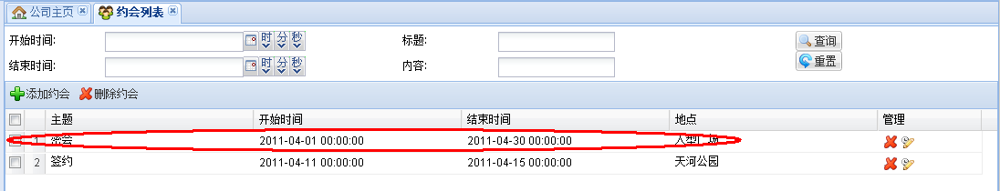 公司主页 约会列表
开始时间: 时 分 秒 标题: 查询
结束时间: 时 分 秒 内容: 重置
添加约会 删除约会
主题 开始时间 结束时间 地点 管理
1 密会 2011-04-01 00:00:00 2011-04-30 00:00:00
2 签约 2011-04-11 00:00:00 2011-04-15 00:00:00 天河公园